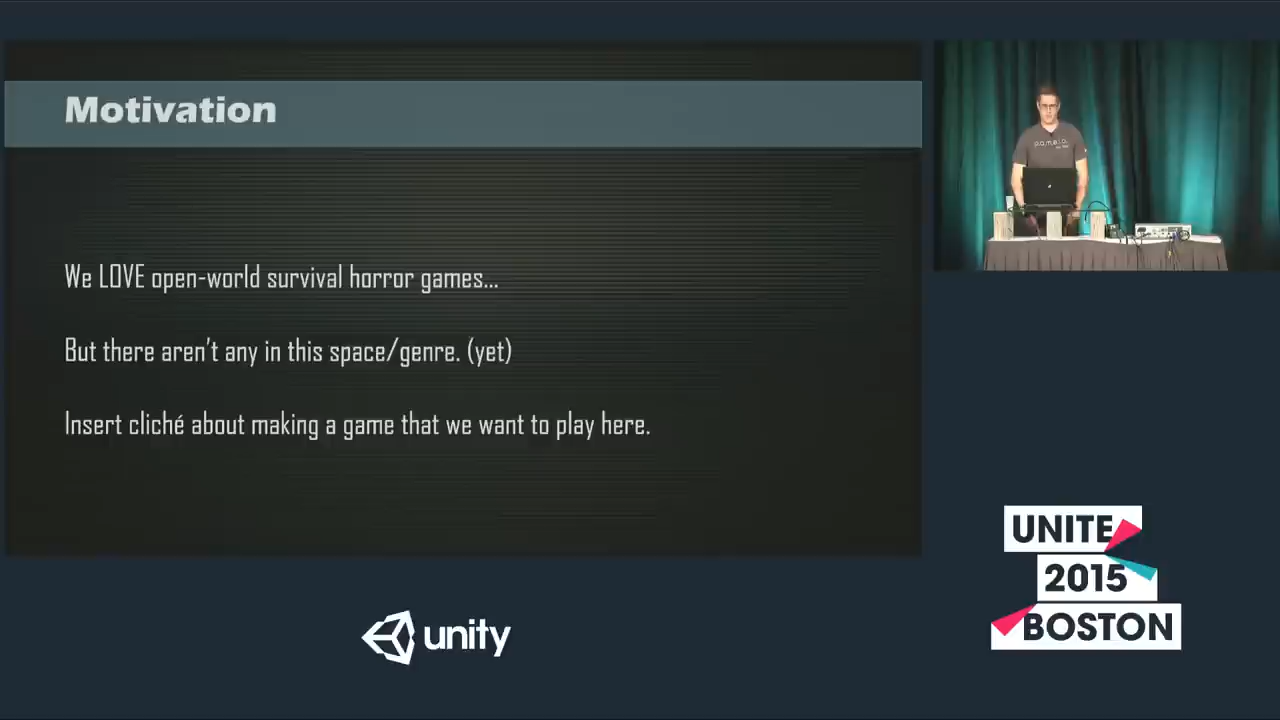 Motivation
We LOVE open-world survival horror games...
But there aren't any in this space/genre. (yet)
Insert cliché about making a game that we want to play here.
p.a.m.e.l.a.
unity
UNITE
2015
BOSTON